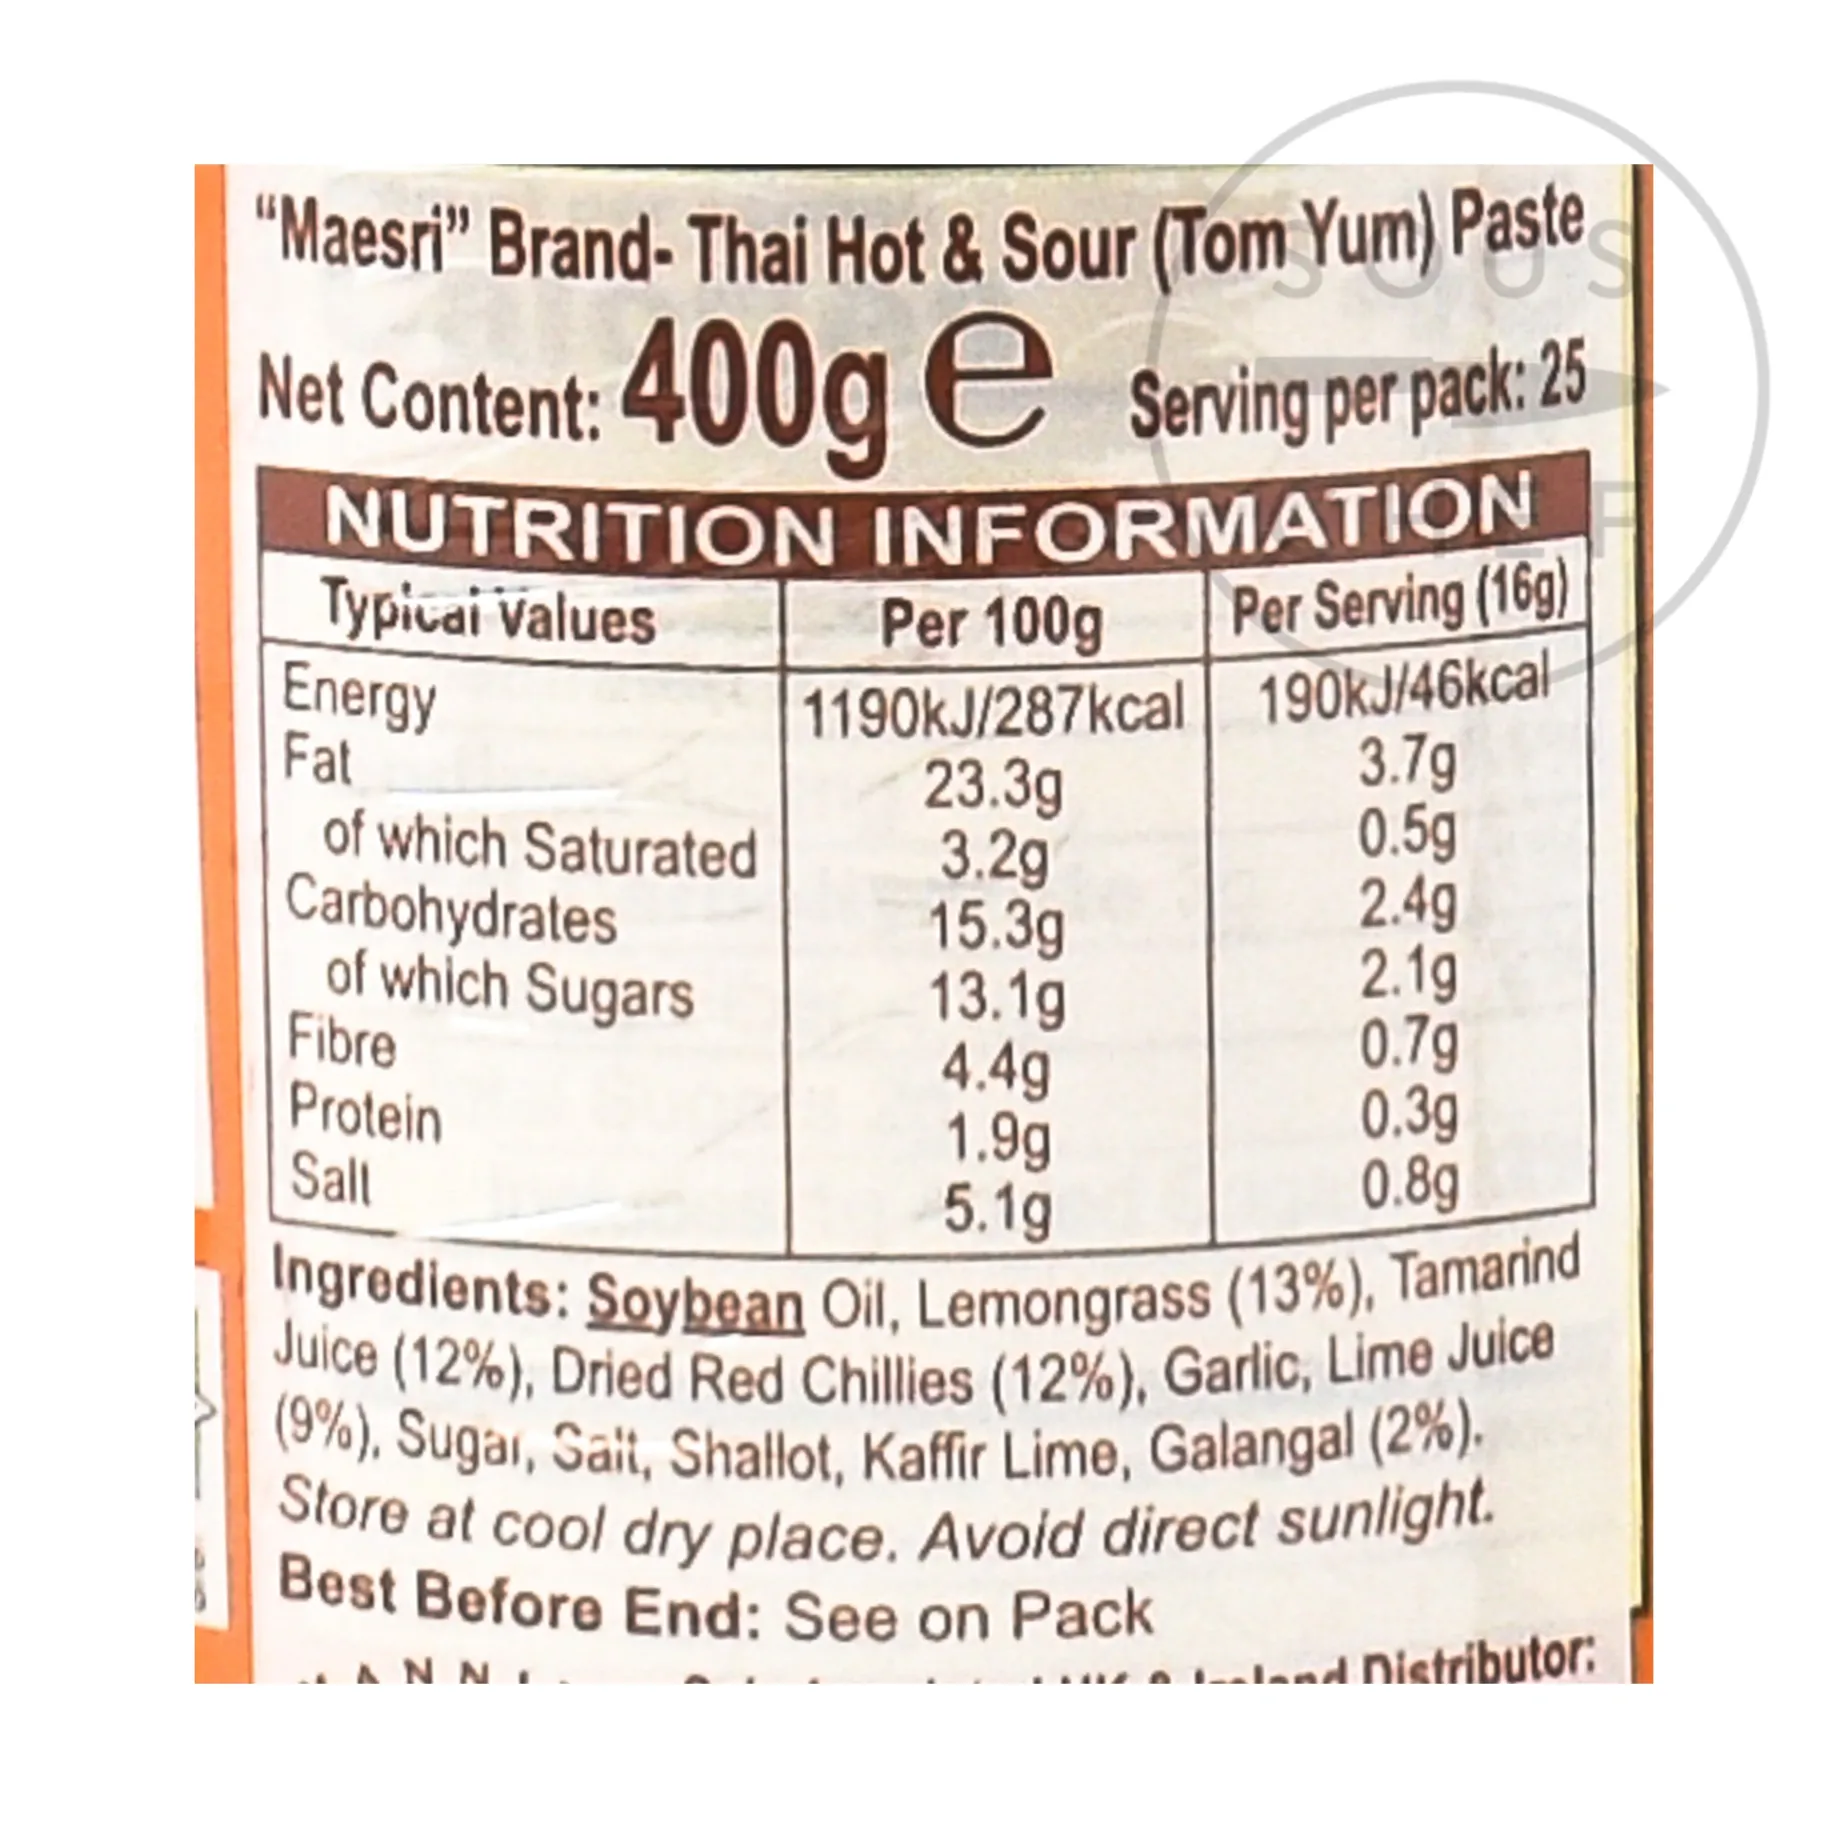 “Maesri” Brand- Thai Hot & Sour (Tom Yum) Paste
Net Content: 400g e Serving per pack: 25
NUTRITION INFORMATION
Typical Values Per 100g Per Serving (16g)
Energy 1190kJ/287kcal 190kJ/46kcal
Fat 23.3g 3.7g
of which Saturated 3.2g 0.5g
Carbohydrates 15.3g 2.4g
of which Sugars 13.1g 2.1g
Fibre 4.4g 0.7g
Protein 1.9g 0.3g
Salt 5.1g 0.8g
Ingredients: Soybean Oil, Lemongrass (13%), Tamarind
Juice (12%), Dried Red Chillies (12%), Garlic, Lime Juice
(9%), Sugar, Salt, Shallot, Kaffir Lime, Galangal (2%).
Store at cool dry place. Avoid direct sunlight.
Best Before End: See on Pack
UK & Ireland Distributor:
SOUS